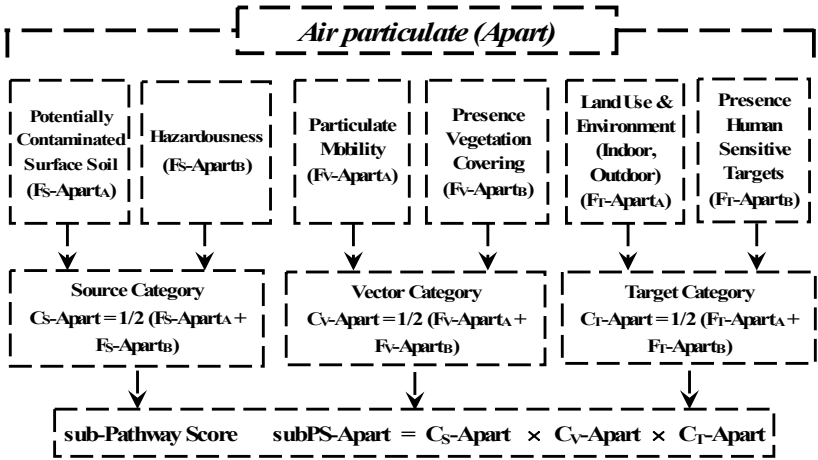 Air particulate (Apart)
Potentially
Contaminated
Surface Soil
(FS-ApartA)
Hazardousness
(FS-ApartB)
Particulate
Mobility
(FV-ApartA)
Presence
Vegetation
Covering
(FV-ApartB)
Land Use &
Environment
(Indoor,
Outdoor)
(FT-ApartA)
Presence
Human
Sensitive
Targets
(FT-ApartB)
Source Category
CS-Apart = 1/2 (FS-ApartA +
FS-ApartB)
Vector Category
CV-Apart = 1/2 (FV-ApartA +
FV-ApartB)
Target Category
CT-Apart = 1/2 (FT-ApartA +
FT-ApartB)
sub-Pathway Score subPS-Apart = CS-Apart × CV-Apart × CT-Apart